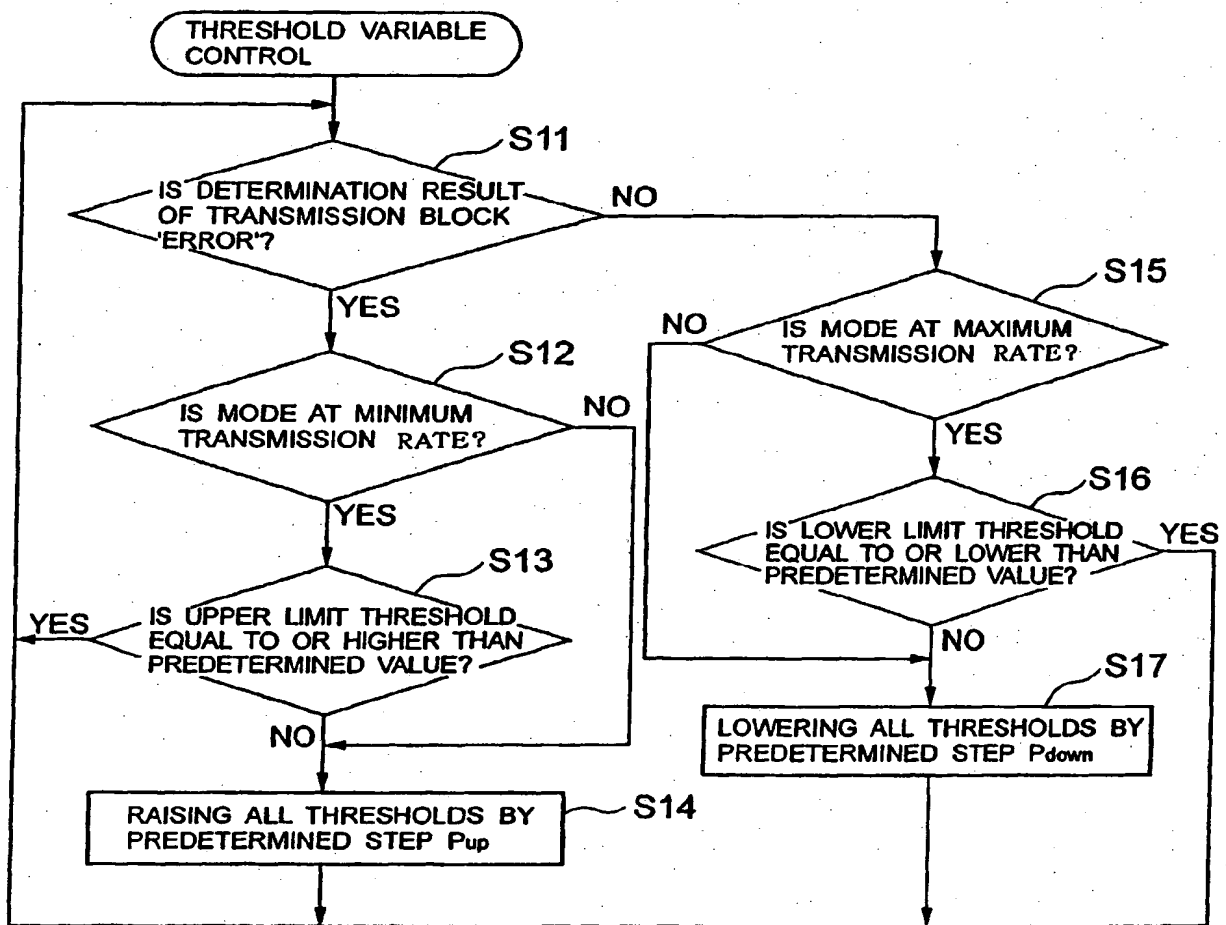 THRESHOLD VARIABLE
CONTROL
S11
IS DETERMINATION RESULT
OF TRANSMISSION BLOCK
'ERROR'?
NO
YES
S12
IS MODE AT MINIMUM
TRANSMISSION RATE?
NO
YES
S13
IS UPPER LIMIT THRESHOLD
EQUAL TO OR HIGHER THAN
PREDETERMINED VALUE?
YES
NO
S14
RAISING ALL THRESHOLDS BY
PREDETERMINED STEP Pup
S15
IS MODE AT MAXIMUM
TRANSMISSION RATE?
NO
YES
S16
IS LOWER LIMIT THRESHOLD
EQUAL TO OR LOWER THAN
PREDETERMINED VALUE?
YES
NO
S17
LOWERING ALL THRESHOLDS BY
PREDETERMINED STEP Pdown